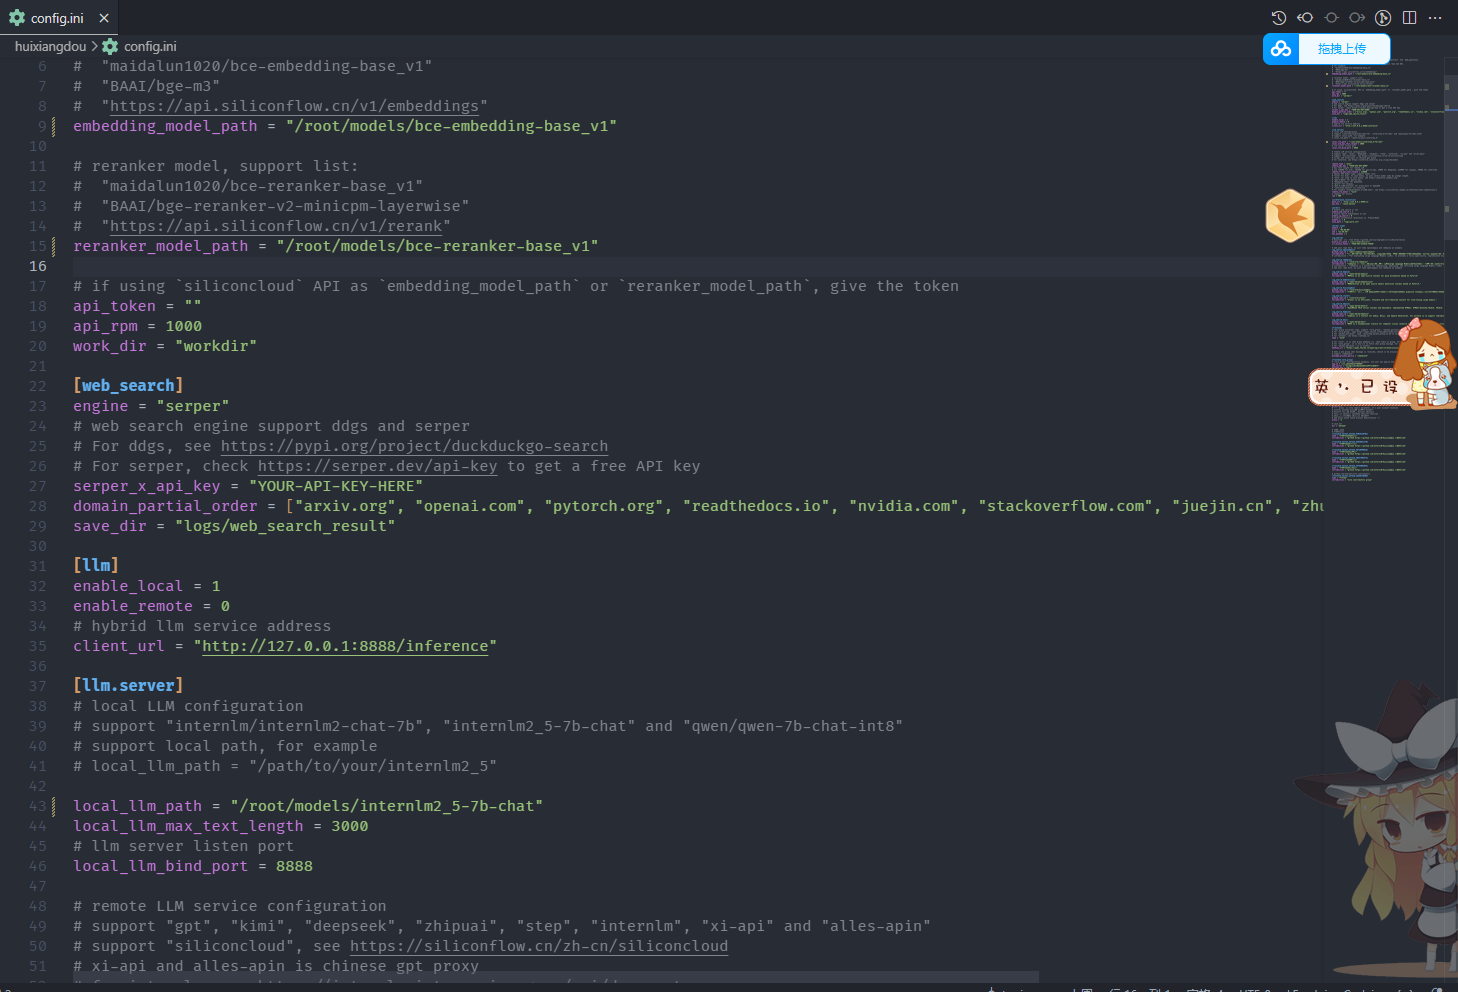 config.ini ×
huixiangdou > config.ini
拖拽上传
6 #  "maidalun1020/bce-embedding-base_v1"
7 #  "BAAI/bge-m3"
8 #  "https://api.siliconflow.cn/v1/embeddings"
9 embedding_model_path = "/root/models/bce-embedding-base_v1"
10
11 # reranker model, support list:
12 #  "maidalun1020/bce-reranker-base_v1"
13 #  "BAAI/bge-reranker-v2-minicpm-layerwise"
14 #  "https://api.siliconflow.cn/v1/rerank"
15 reranker_model_path = "/root/models/bce-reranker-base_v1"
16
17 # if using `siliconcloud` API as `embedding_model_path` or `reranker_model_path`, give the token
18 api_token = ""
19 api_rpm = 1000
20 work_dir = "workdir"
21
22 [web_search]
23 engine = "serper"
24 # web search engine support ddgs and serper
25 # For ddgs, see https://pypi.org/project/duckduckgo-search
26 # For serper, check https://serper.dev/api-key to get a free API key
27 serper_x_api_key = "YOUR-API-KEY-HERE"
28 domain_partial_order = ["arxiv.org", "openai.com", "pytorch.org", "readthedocs.io", "nvidia.com", "stackoverflow.com", "juejin.cn", "zhu
29 save_dir = "logs/web_search_result"
30
31 [llm]
32 enable_local = 1
33 enable_remote = 0
34 # hybrid llm service address
35 client_url = "http://127.0.0.1:8888/inference"
36
37 [llm.server]
38 # local LLM configuration
39 # support "internlm/internlm2-chat-7b", "internlm2_5-7b-chat" and "qwen/qwen-7b-chat-int8"
40 # support local path, for example
41 # local_llm_path = "/path/to/your/internlm2_5"
42
43 local_llm_path = "/root/models/internlm2_5-7b-chat"
44 local_llm_max_text_length = 3000
45 # llm server listen port
46 local_llm_bind_port = 8888
47
48 # remote LLM service configuration
49 # support "gpt", "kimi", "deepseek", "zhipuai", "step", "internlm", "xi-api" and "alles-apin"
50 # support "siliconcloud", see https://siliconflow.cn/zh-cn/siliconcloud
51 # xi-api and alles-apin is chinese gpt proxy
英 已 设